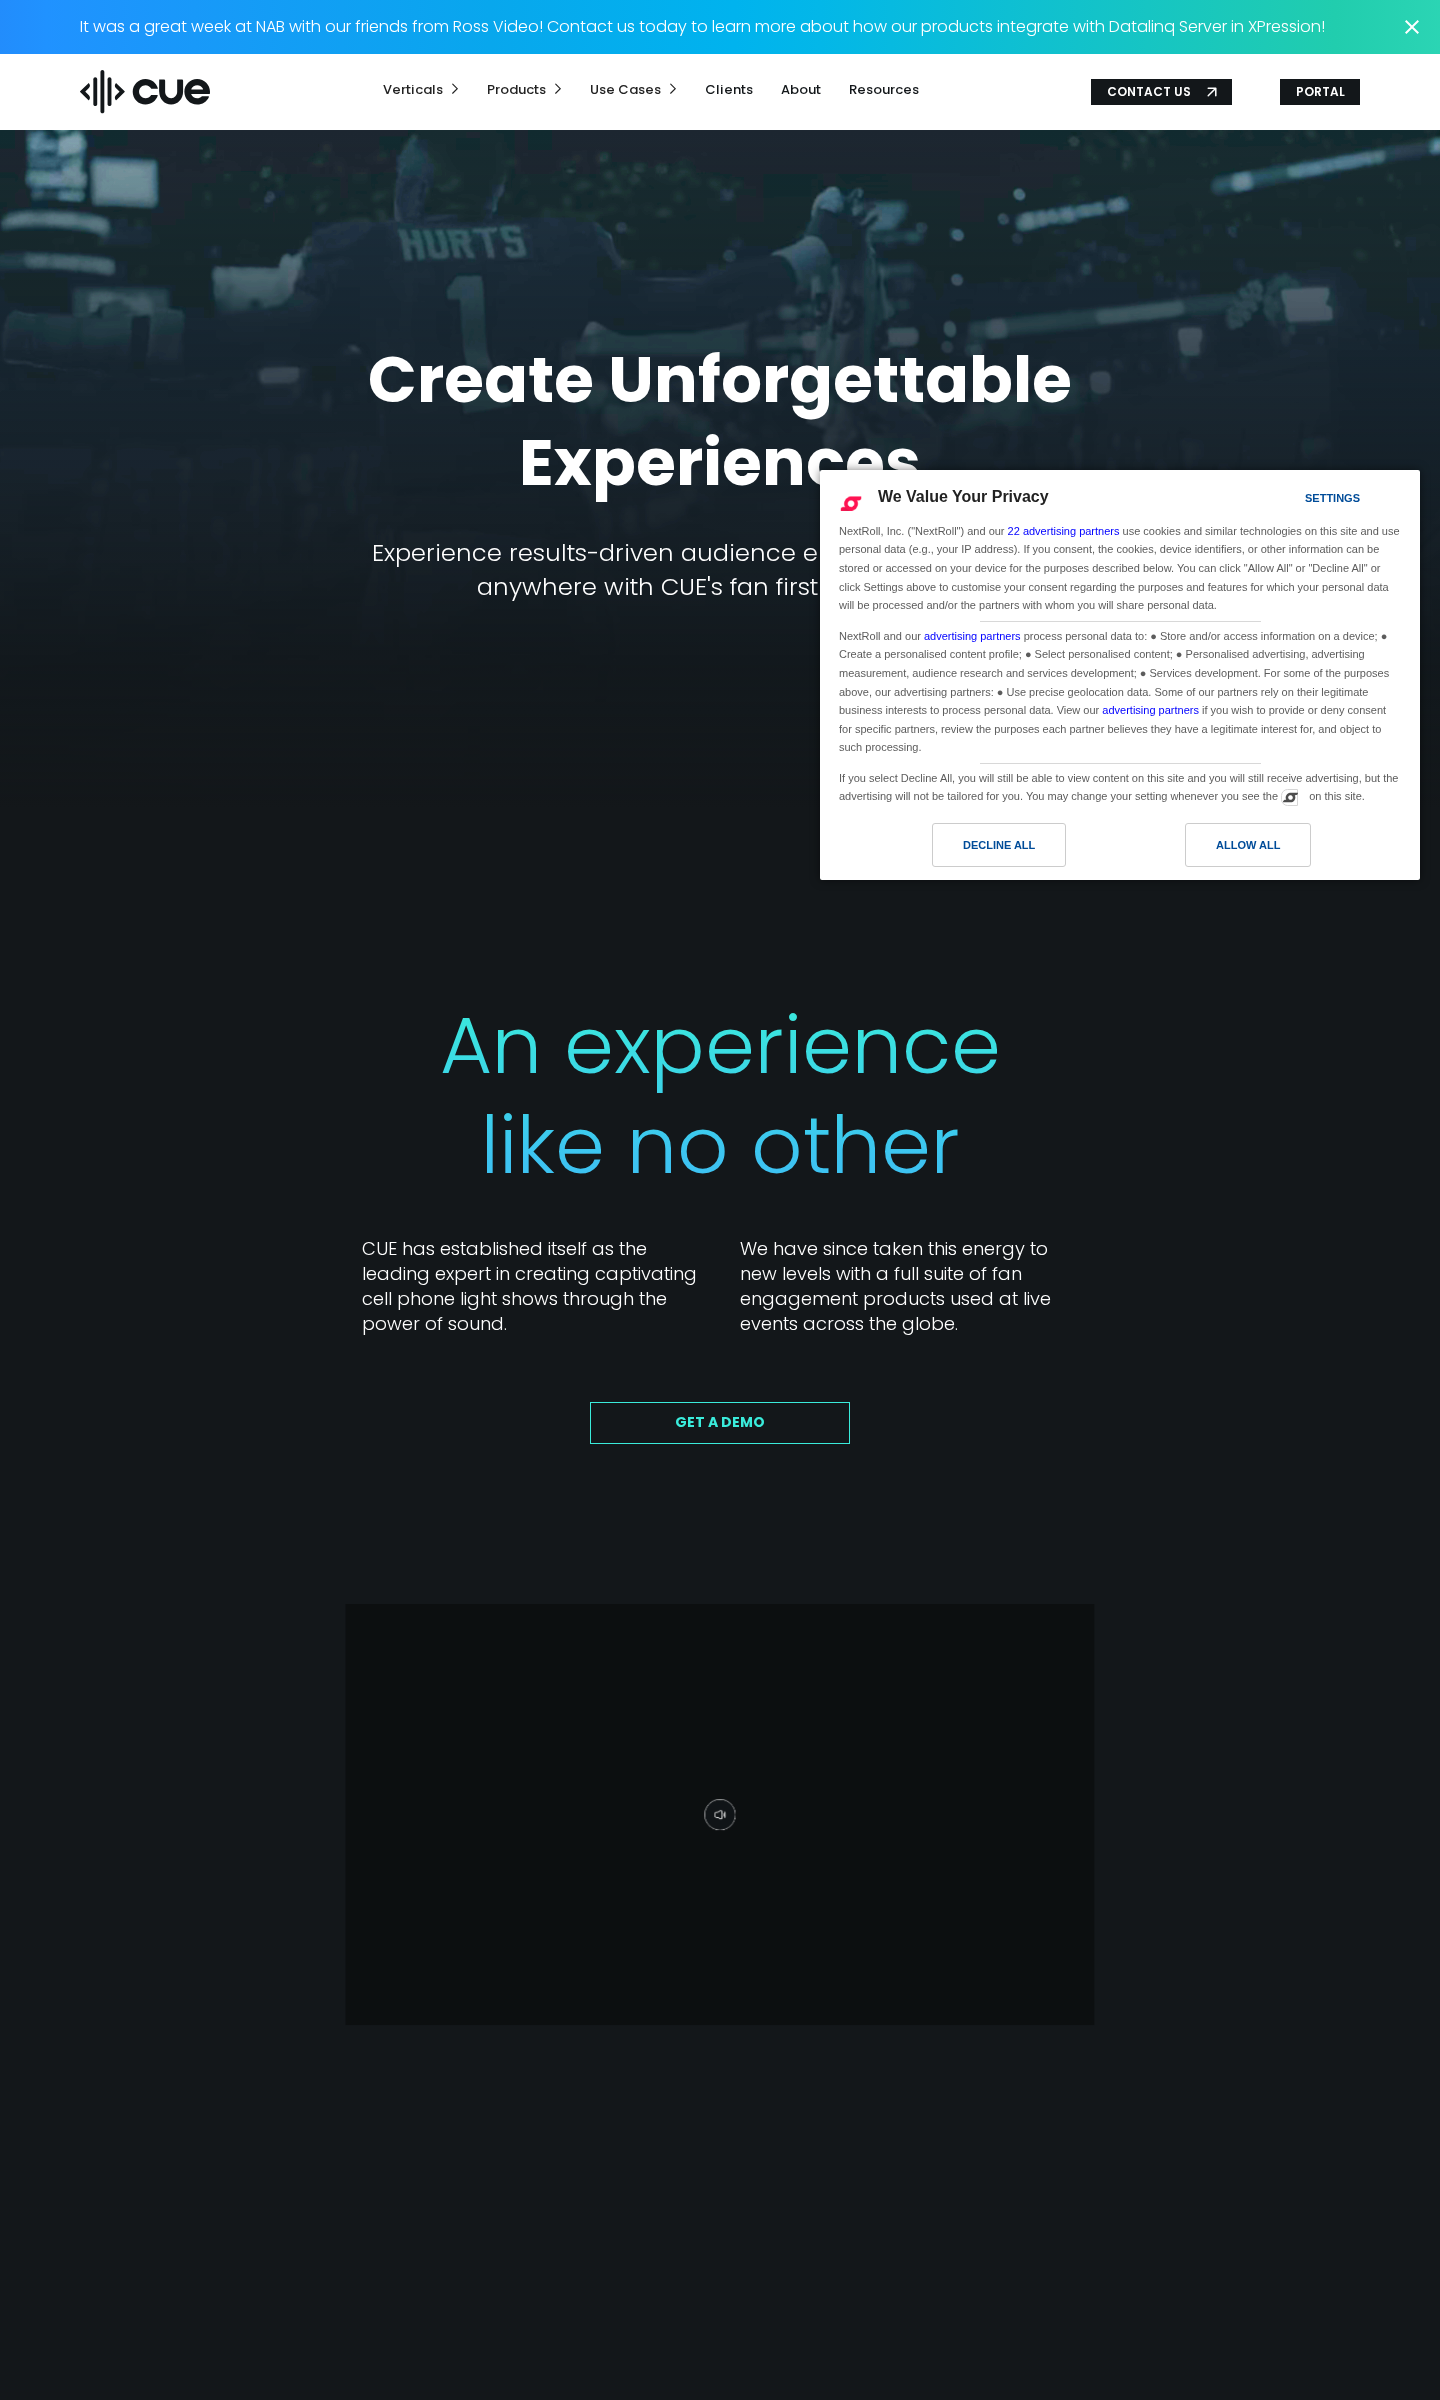 It was a great week at NAB with our friends from Ross Video! Contact us today to learn more about how our products integrate with Datalinq Server in XPression!
cue
Verticals
Products
Use Cases
Clients
About
Resources
CONTACT US
PORTAL
HURTS
1
Create Unforgettable
Experiences
Experience results-driven audience
anywhere with CUE's fan first
We Value Your Privacy
SETTINGS
NextRoll, Inc. ("NextRoll") and our 22 advertising partners use cookies and similar technologies on this site and use
personal data (e.g., your IP address). If you consent, the cookies, device identifiers, or other information can be
stored or accessed on your device for the purposes described below. You can click "Allow All" or "Decline All" or
click Settings above to customise your consent regarding the purposes and features for which your personal data
will be processed and/or the partners with whom you will share personal data.
NextRoll and our advertising partners process personal data to: ● Store and/or access information on a device; ●
Create a personalised content profile; ● Select personalised content; ● Personalised advertising, advertising
measurement, audience research and services development; ● Services development. For some of the purposes
above, our advertising partners: ● Use precise geolocation data. Some of our partners rely on their legitimate
business interests to process personal data. View our advertising partners if you wish to provide or deny consent
for specific partners, review the purposes each partner believes they have a legitimate interest for, and object to
such processing.
If you select Decline All, you will still be able to view content on this site and you will still receive advertising, but the
advertising will not be tailored for you. You may change your setting whenever you see the on this site.
DECLINE ALL
ALLOW ALL
An experience
like no other
CUE has established itself as the
leading expert in creating captivating
cell phone light shows through the
power of sound.
We have since taken this energy to
new levels with a full suite of fan
engagement products used at live
events across the globe.
GET A DEMO